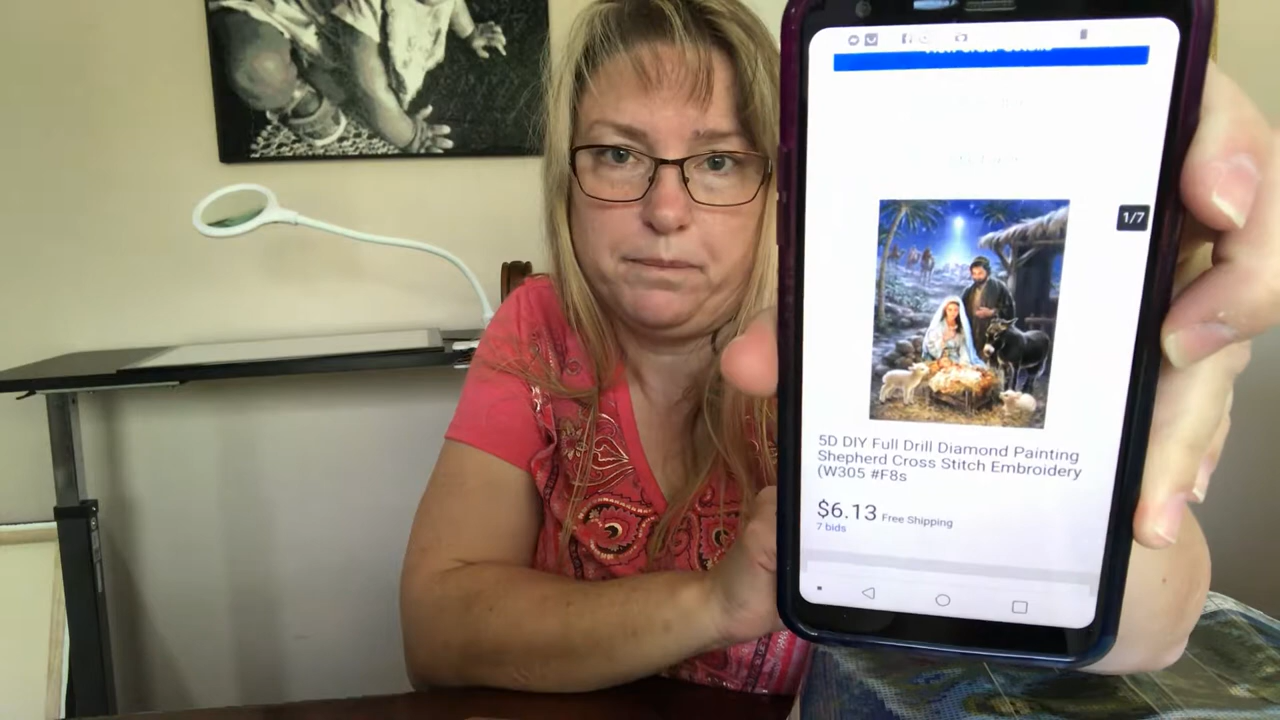 1/7
5D DIY Full Drill Diamond Painting
Shepherd Cross Stitch Embroidery
(W305 #F8s
$6.13 Free Shipping
7 bids